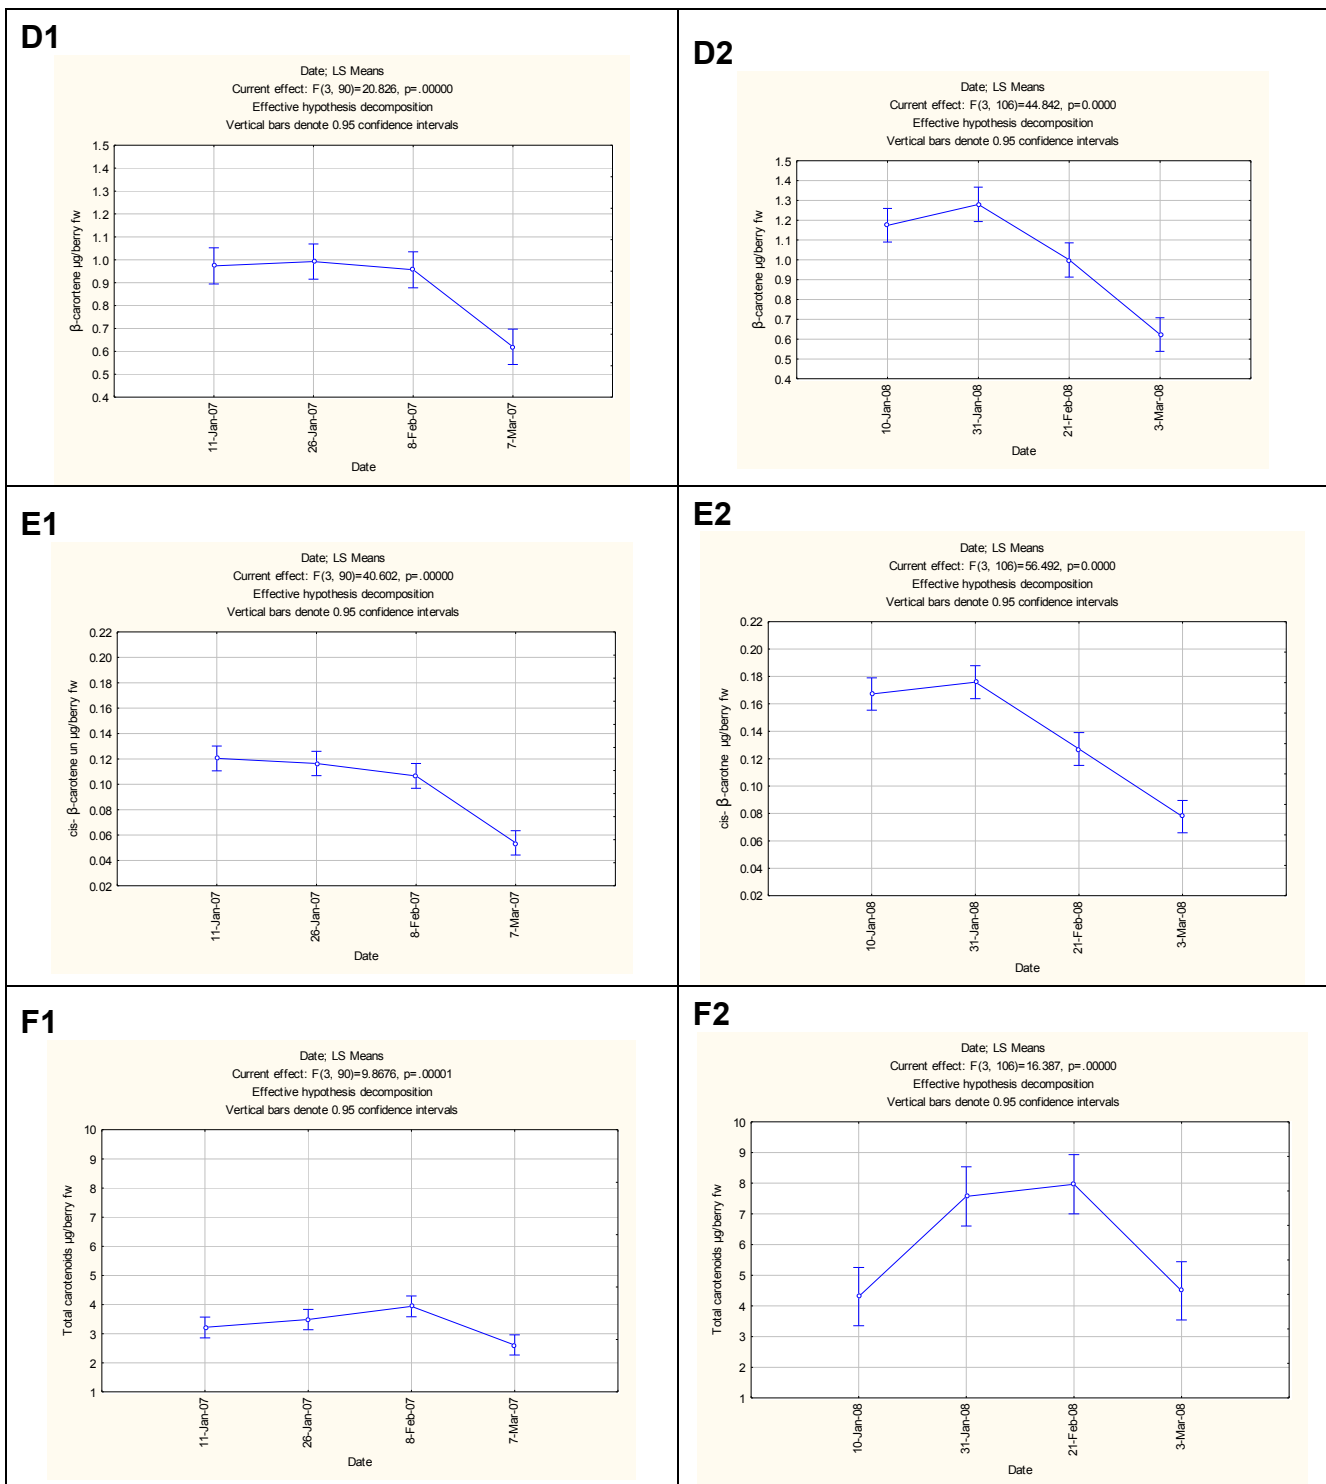 D1
Date; LS Means
Current effect: F(3, 90)=20.826, p=.00000
Effective hypothesis decomposition
Vertical bars denote 0.95 confidence intervals
1.5
1.4
1.3
1.2
1.1
1.0
0.9
0.8
0.7
0.6
0.5
0.4
β-carortene µg/berry fw
11-Jan-07
26-Jan-07
8-Feb-07
7-Mar-07
Date
D2
Date; LS Means
Current effect: F(3, 106)=44.842, p=0.0000
Effective hypothesis decomposition
Vertical bars denote 0.95 confidence intervals
1.5
1.4
1.3
1.2
1.1
1.0
0.9
0.8
0.7
0.6
0.5
0.4
β-carotene µg/berry fw
10-Jan-08
31-Jan-08
21-Feb-08
3-Mar-08
Date
E1
Date; LS Means
Current effect: F(3, 90)=40.602, p=.00000
Effective hypothesis decomposition
Vertical bars denote 0.95 confidence intervals
0.22
0.20
0.18
0.16
0.14
0.12
0.10
0.08
0.06
0.04
0.02
cis- β-carotene un µg/berry fw
11-Jan-07
26-Jan-07
8-Feb-07
7-Mar-07
Date
E2
Date; LS Means
Current effect: F(3, 106)=56.492, p=0.0000
Effective hypothesis decomposition
Vertical bars denote 0.95 confidence intervals
0.22
0.20
0.18
0.16
0.14
0.12
0.10
0.08
0.06
0.04
0.02
cis- β-carotne µg/berry fw
10-Jan-08
31-Jan-08
21-Feb-08
3-Mar-08
Date
F1
Date; LS Means
Current effect: F(3, 90)=9.8676, p=.00001
Effective hypothesis decomposition
Vertical bars denote 0.95 confidence intervals
10
9
8
7
6
5
4
3
2
1
Total carotenoids µg/berry fw
11-Jan-07
26-Jan-07
8-Feb-07
7-Mar-07
Date
F2
Date; LS Means
Current effect: F(3, 106)=16.387, p=.00000
Effective hypothesis decomposition
Vertical bars denote 0.95 confidence intervals
10
9
8
7
6
5
4
3
2
1
Total carotenoids µg/berry fw
10-Jan-08
31-Jan-08
21-Feb-08
3-Mar-08
Date